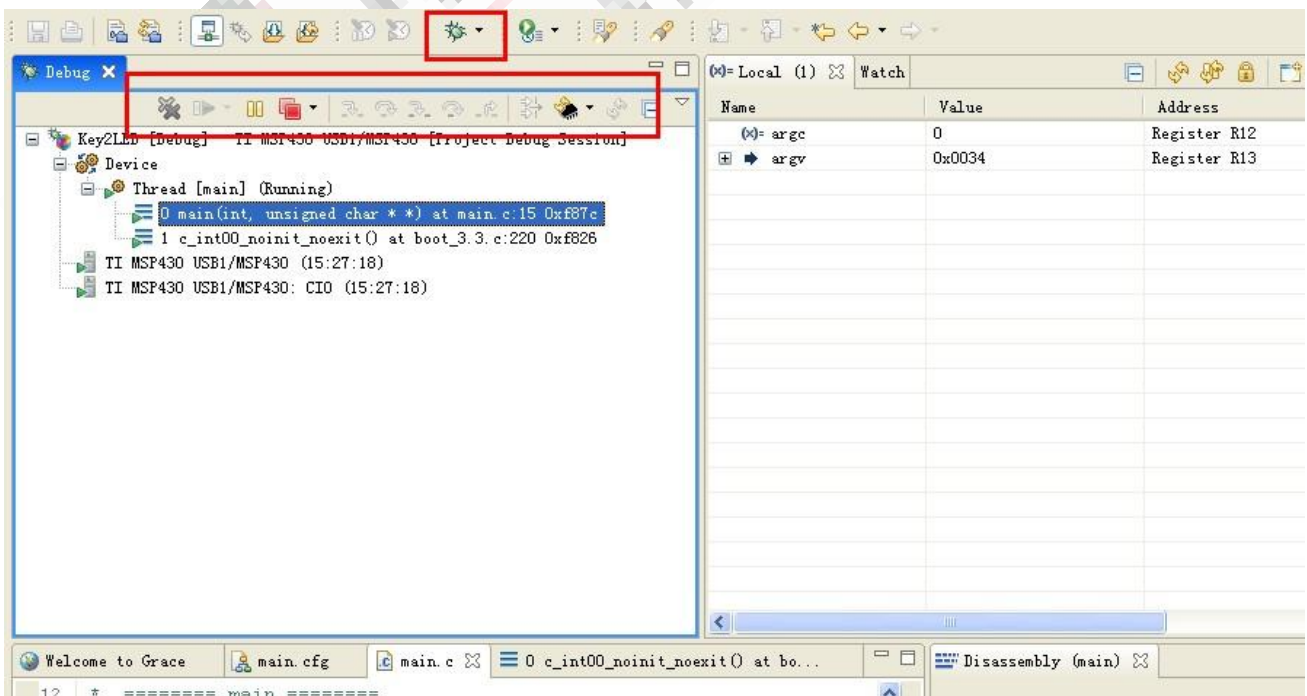 Debug
Key2LED [Debug] TI MSP430 USB1/MSP430 [Project Debug Session]
Device
Thread [main] (Running)
0 main(int, unsigned char * *) at main.c:15 0xf87c
1 c_int00_noinit_noexit() at boot_3.3.c:220 0xf826
TI MSP430 USB1/MSP430 (15:27:18)
TI MSP430 USB1/MSP430: CIO (15:27:18)
(x)= Local (1) Watch
Name Value Address
(x)= argc 0 Register R12
argv 0x0034 Register R13
Welcome to Grace main.cfg main.c 0 c_int00_noinit_noexit() at bo...
Disassembly (main)
12 * ======== main ========